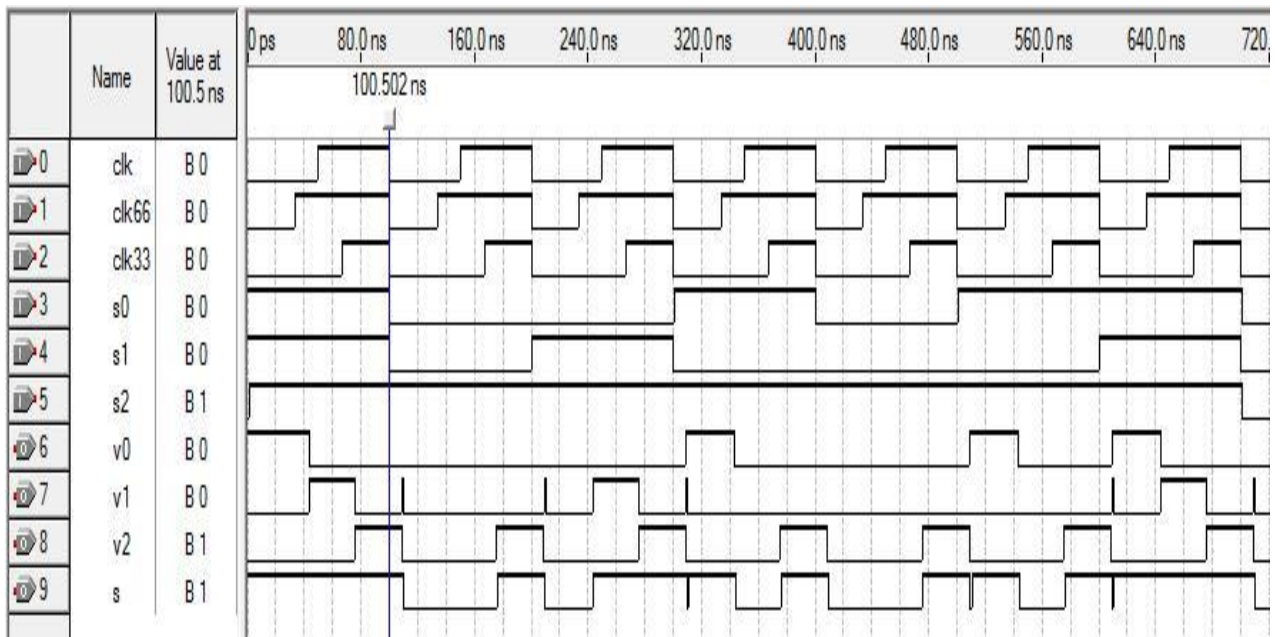 Name
Value at
100.5 ns
0 ps 80.0 ns 160.0 ns 240.0 ns 320.0 ns 400.0 ns 480.0 ns 560.0 ns 640.0 ns 720.
100.502 ns
0 clk B 0
1 clk66 B 0
2 clk33 B 0
3 s0 B 0
4 s1 B 0
5 s2 B 1
6 v0 B 0
7 v1 B 0
8 v2 B 1
9 s B 1